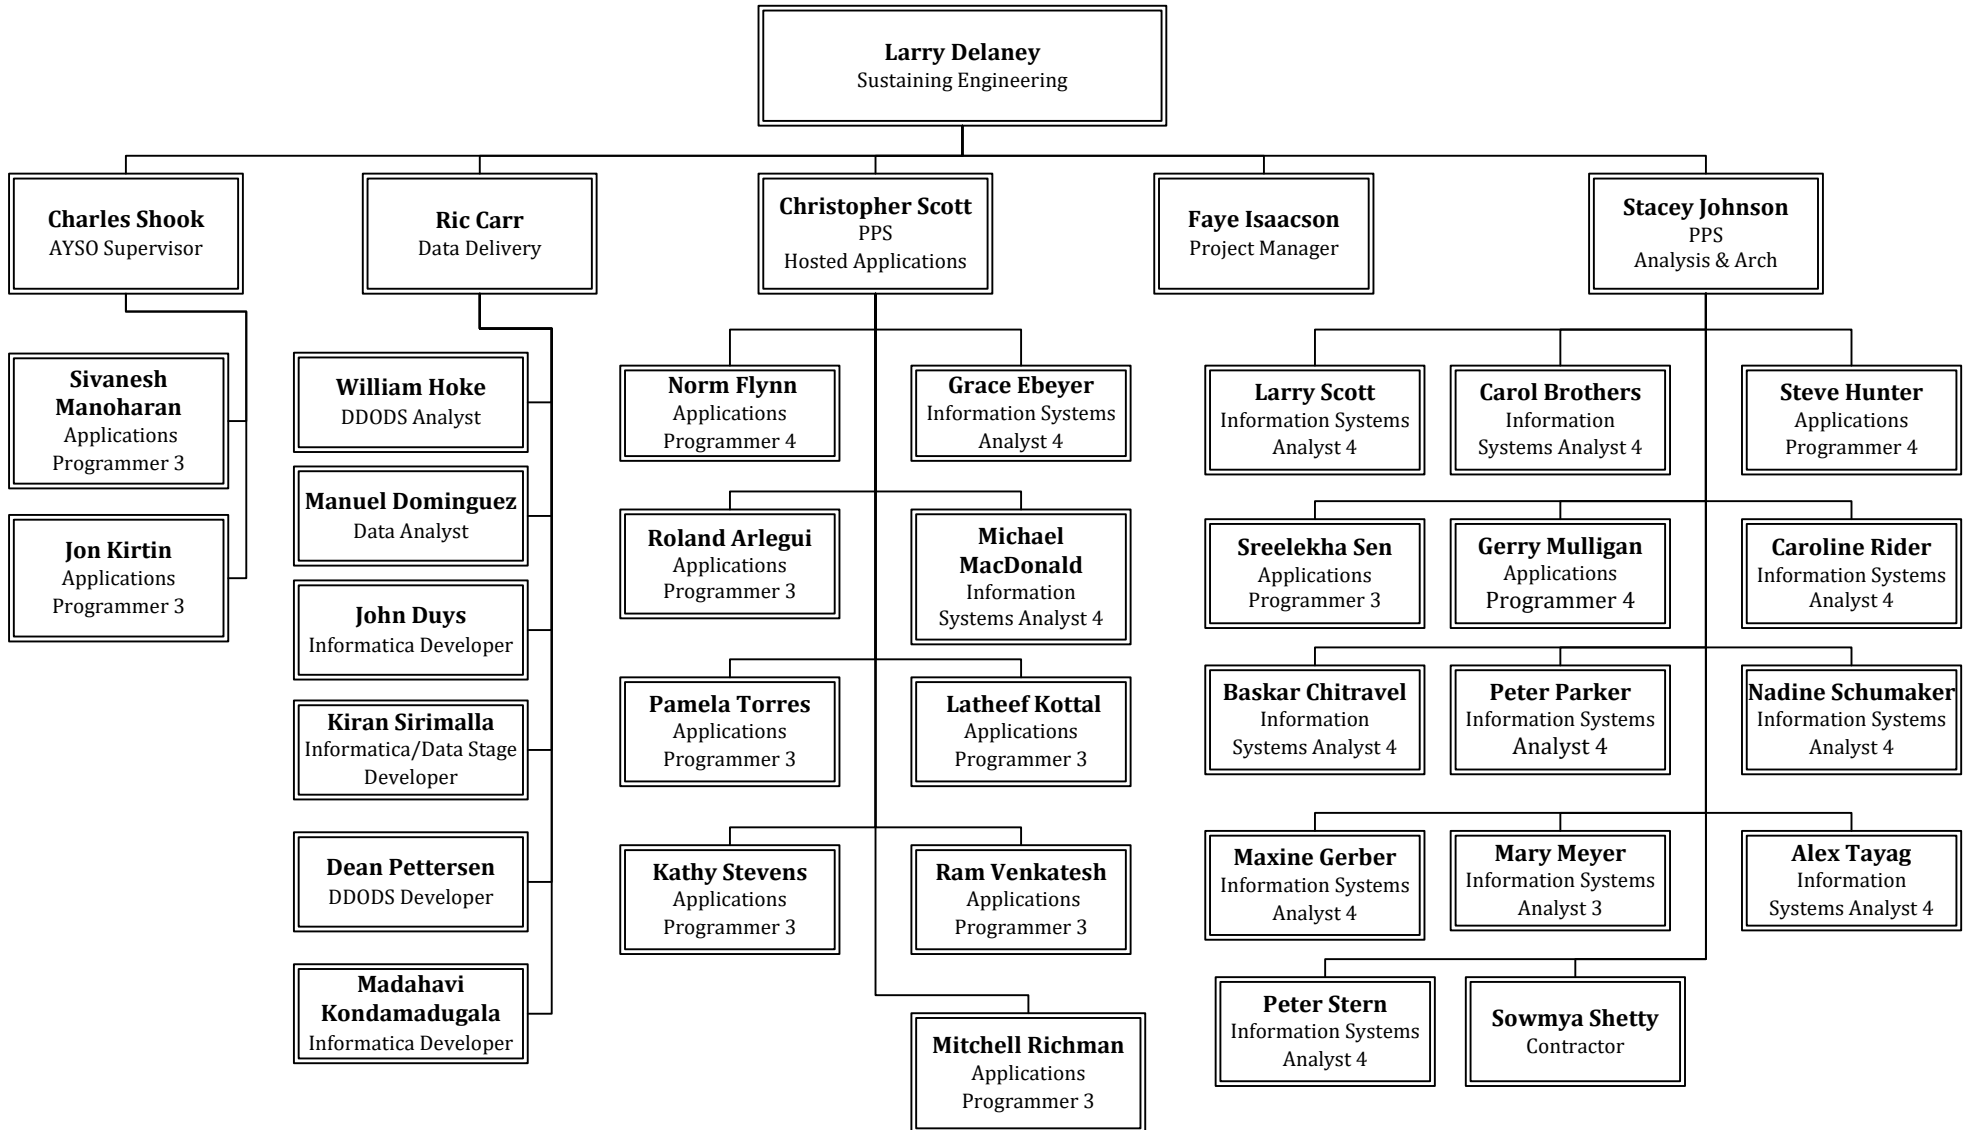 Larry Delaney
Sustaining Engineering
Charles Shook
AYSO Supervisor
Ric Carr
Data Delivery
Christopher Scott
PPS
Hosted Applications
Faye Isaacson
Project Manager
Stacey Johnson
PPS
Analysis & Arch
Sivanesh
Manoharan
Applications
Programmer 3
Jon Kirtin
Applications
Programmer 3
William Hoke
DDODS Analyst
Manuel Dominguez
Data Analyst
John Duys
Informatica Developer
Kiran Sirimalla
Informatica/Data Stage
Developer
Dean Pettersen
DDODS Developer
Madahavi
Kondamadugala
Informatica Developer
Norm Flynn
Applications
Programmer 4
Grace Ebeyer
Information Systems
Analyst 4
Roland Arlegui
Applications
Programmer 3
Michael
MacDonald
Information
Systems Analyst 4
Pamela Torres
Applications
Programmer 3
Latheef Kottal
Applications
Programmer 3
Kathy Stevens
Applications
Programmer 3
Ram Venkatesh
Applications
Programmer 3
Mitchell Richman
Applications
Programmer 3
Larry Scott
Information Systems
Analyst 4
Carol Brothers
Information
Systems Analyst 4
Steve Hunter
Applications
Programmer 4
Sreelekha Sen
Applications
Programmer 3
Gerry Mulligan
Applications
Programmer 4
Caroline Rider
Information Systems
Analyst 4
Baskar Chitravel
Information
Systems Analyst 4
Peter Parker
Information Systems
Analyst 4
Nadine Schumaker
Information Systems
Analyst 4
Maxine Gerber
Information Systems
Analyst 4
Mary Meyer
Information Systems
Analyst 3
Alex Tayag
Information
Systems Analyst 4
Peter Stern
Information Systems
Analyst 4
Sowmya Shetty
Contractor